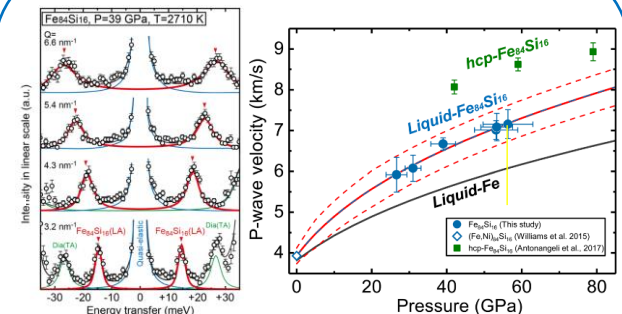 Fe₈₄Si₁₆, P=39 GPa, T=2710 K
Q=
6.6 nm⁻¹
5.4 nm⁻¹
4.3 nm⁻¹
3.2 nm⁻¹
Dia(TA)
Fe₈₄Si₁₆(LA)
Quasi-elastic
Fe₈₄Si₁₆(LA)
Dia(TA)
-30 -20 -10 0 +10 +20 +30
Energy transfer (meV)
Intensity in linear scale (a.u.)
P-wave velocity (km/s)
9
8
7
6
5
4
hcp-Fe₈₄Si₁₆
Liquid-Fe₈₄Si₁₆
Liquid-Fe
Fe₈₄Si₁₆ (This study)
(Fe,Ni)₈₄Si₁₆ (Williams et al. 2015)
hcp-Fe₈₄Si₁₆ (Antonangeli et al., 2017)
0 20 40 60 80
Pressure (GPa)